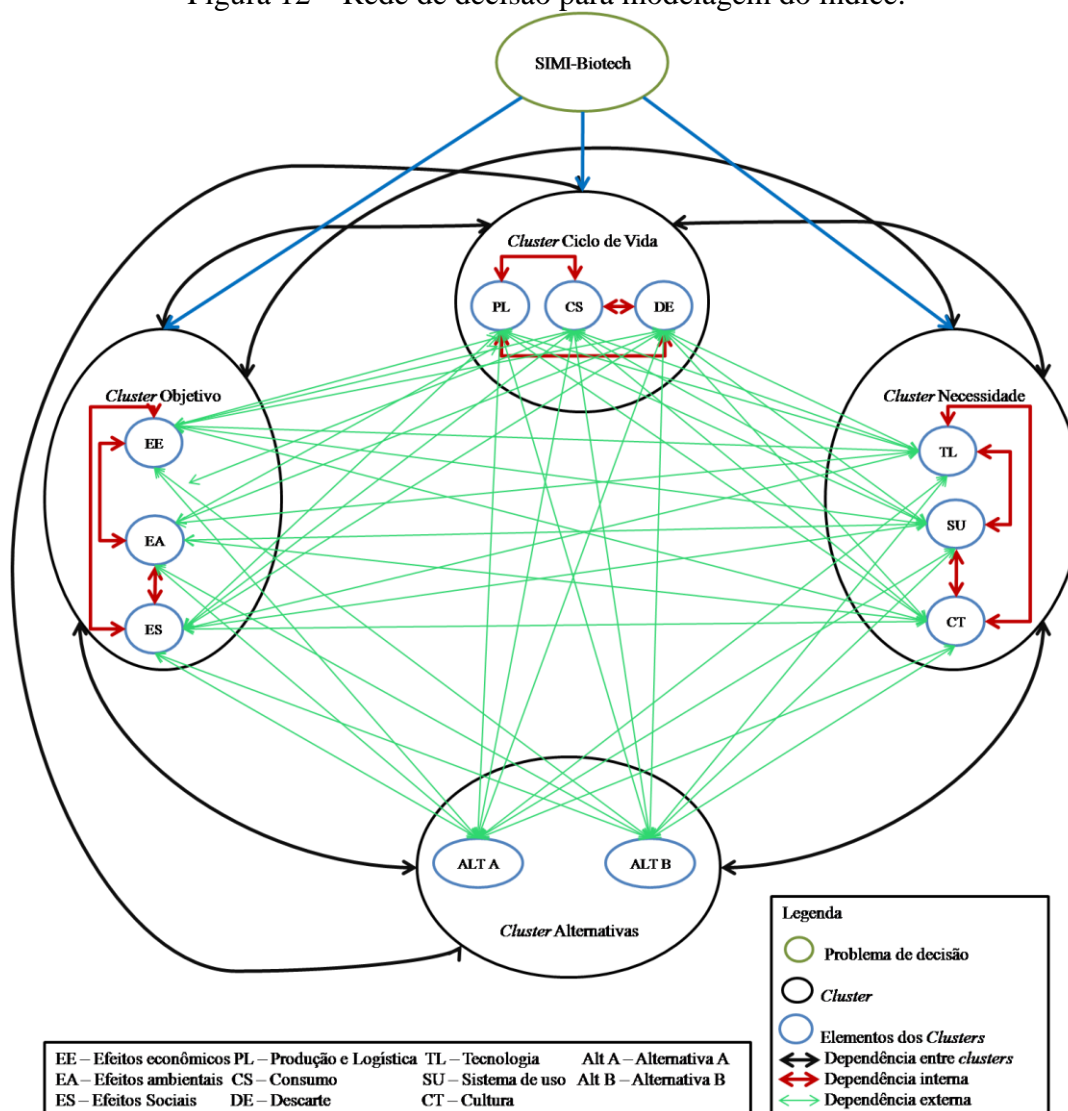 Figura 12 – Rede de decisão para modelagem do índice.
SIMI-Biotech
Cluster Ciclo de Vida
PL
CS
DE
Cluster Objetivo
EE
EA
ES
Cluster Necessidade
TL
SU
CT
ALT A
ALT B
Cluster Alternativas
Legenda
Problema de decisão
Cluster
Elementos dos Clusters
Dependência entre clusters
Dependência interna
Dependência externa
EE – Efeitos econômicos PL – Produção e Logística TL – Tecnologia Alt A – Alternativa A
EA – Efeitos ambientais CS – Consumo SU – Sistema de uso Alt B – Alternativa B
ES – Efeitos Sociais DE – Descarte CT – Cultura